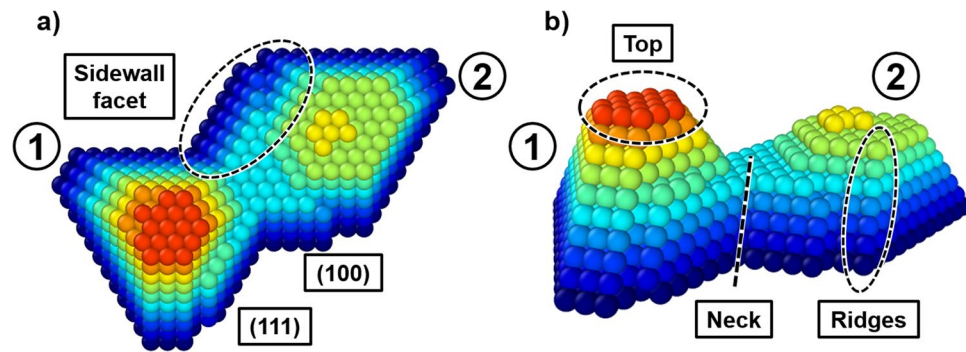 a)
Sidewall
facet
1
2
(100)
(111)
b)
Top
1
2
Neck
Ridges